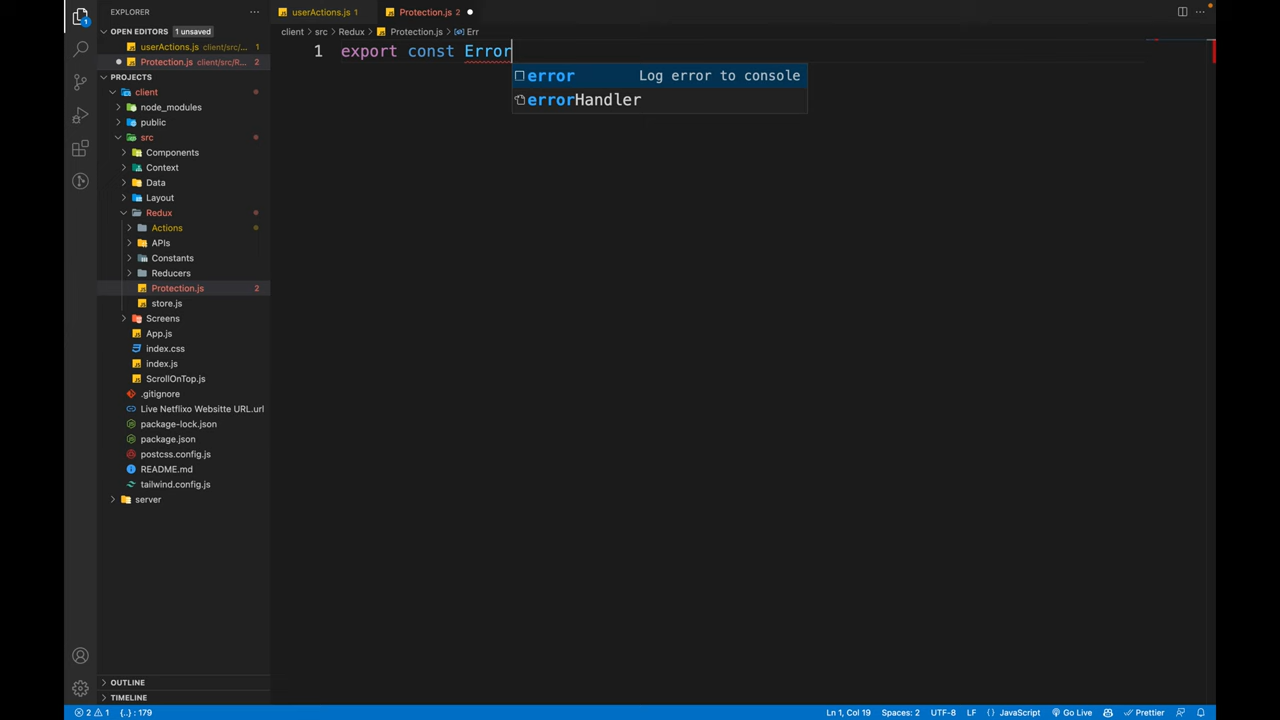 EXPLORER
OPEN EDITORS 1 unsaved
userActions.js client/src/... 1
Protection.js client/src/R... 2
PROJECTS
client
node_modules
public
src
Components
Context
Data
Layout
Redux
Actions
APIs
Constants
Reducers
Protection.js 2
store.js
Screens
App.js
index.css
index.js
ScrollOnTop.js
.gitignore
Live Netflixo Websitte URL.url
package-lock.json
package.json
postcss.config.js
README.md
tailwind.config.js
server
OUTLINE
TIMELINE
userActions.js 1
Protection.js 2
client > src > Redux > Protection.js > Err
1 export const Error
error Log error to console
errorHandler
2 1 {..} : 179
Ln 1, Col 19 Spaces: 2 UTF-8 LF {} JavaScript Go Live Prettier